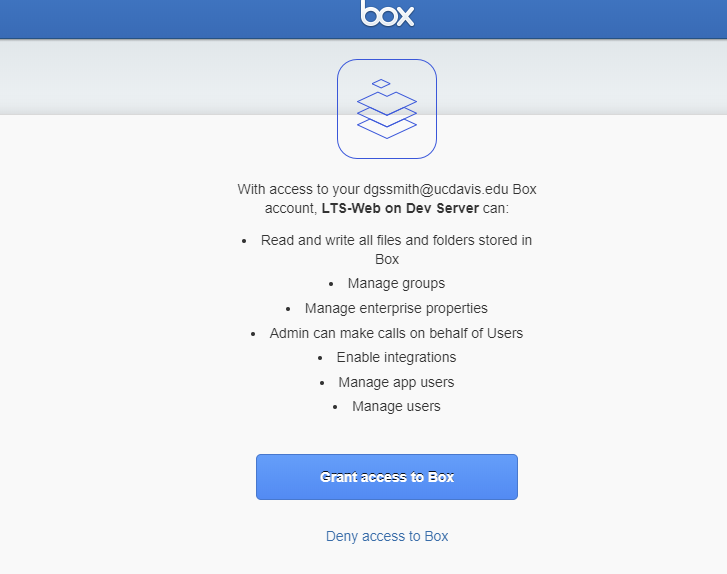 box
With access to your dgssmith@ucdavis.edu Box
account, LTS-Web on Dev Server can:
• Read and write all files and folders stored in
Box
• Manage groups
• Manage enterprise properties
• Admin can make calls on behalf of Users
• Enable integrations
• Manage app users
• Manage users
Grant access to Box
Deny access to Box